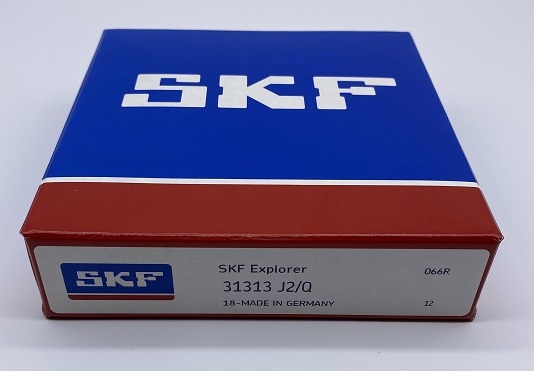 SKF
SKF
SKF Explorer 066R
31313 J2/Q
18-MADE IN GERMANY 12